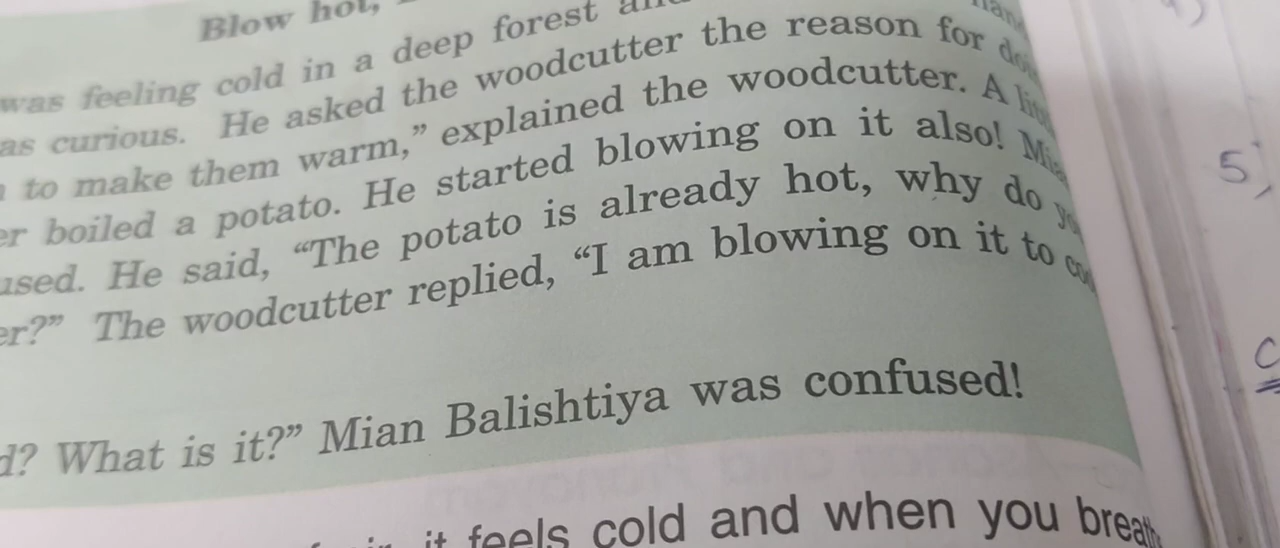 Blow hot,
was feeling cold in a deep forest
as curious. He asked the woodcutter the reason for
to make them warm,” explained the woodcutter. A
er boiled a potato. He started blowing on it also!
used. He said, “The potato is already hot, why do
er?” The woodcutter replied, “I am blowing on it to
d? What is it?” Mian Balishtiya was confused!
it feels cold and when you
5)